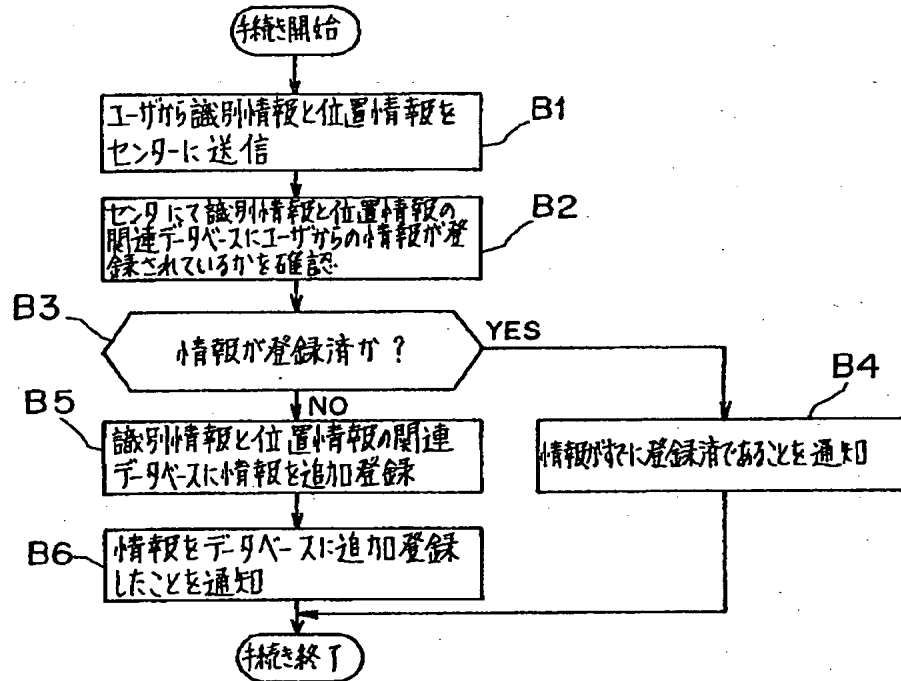 手続き開始
ユーザから識別情報と位置情報を
センターに送信
B1
センタにて識別情報と位置情報の
関連データベースにユーザからの情報が登
録されているかを確認
B2
B3
情報が登録済か?
YES
NO
B4
情報がすでに登録済であることを通知
B5
識別情報と位置情報の関連
データベースに情報を追加登録
B6
情報をデータベースに追加登録
したことを通知
手続き終了